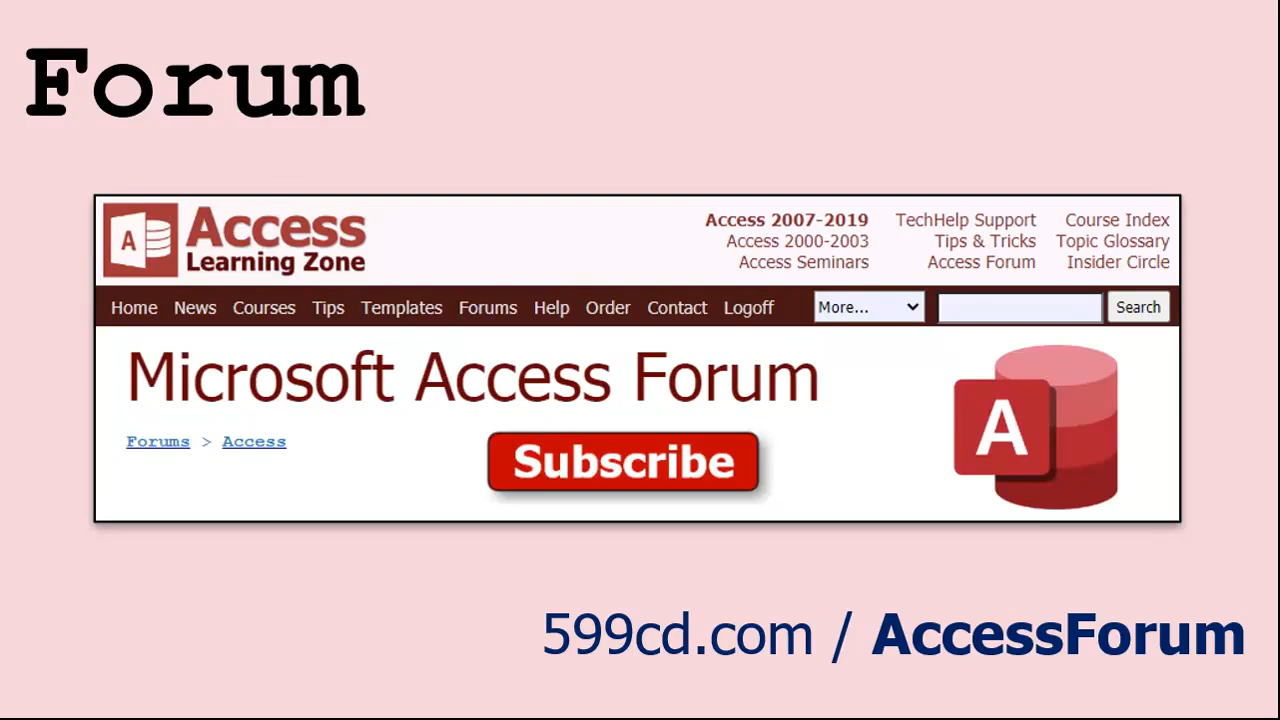 Forum
A
Access
Learning Zone
Access 2007-2019
Access 2000-2003
Access Seminars
TechHelp Support
Tips & Tricks
Access Forum
Course Index
Topic Glossary
Insider Circle
Home News Courses Tips Templates Forums Help Order Contact Logoff More... Search
Microsoft Access Forum
Forums > Access
Subscribe
A
599cd.com / AccessForum